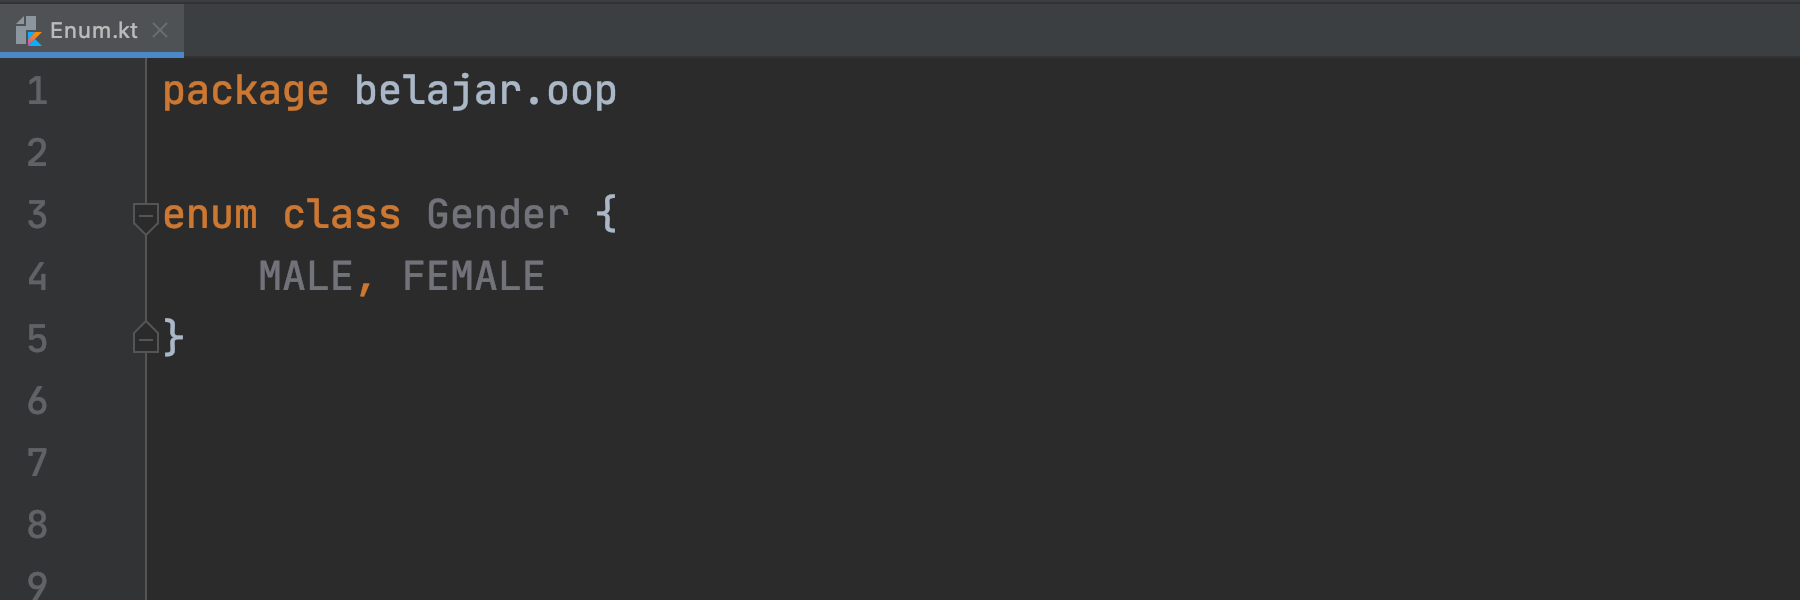 Enum.kt
1 package belajar.oop
2
3 enum class Gender {
4     MALE, FEMALE
5 }
6
7
8
9